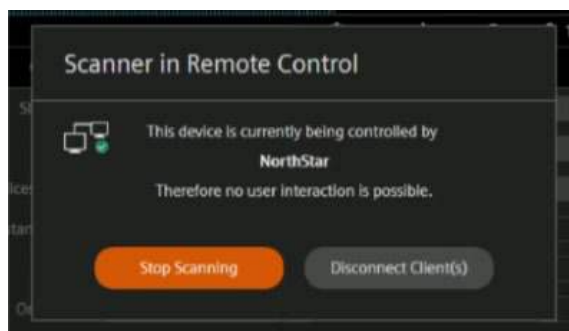 Scanner in Remote Control
This device is currently being controlled by
NorthStar
Therefore no user interaction is possible.
Stop Scanning
Disconnect Client(s)